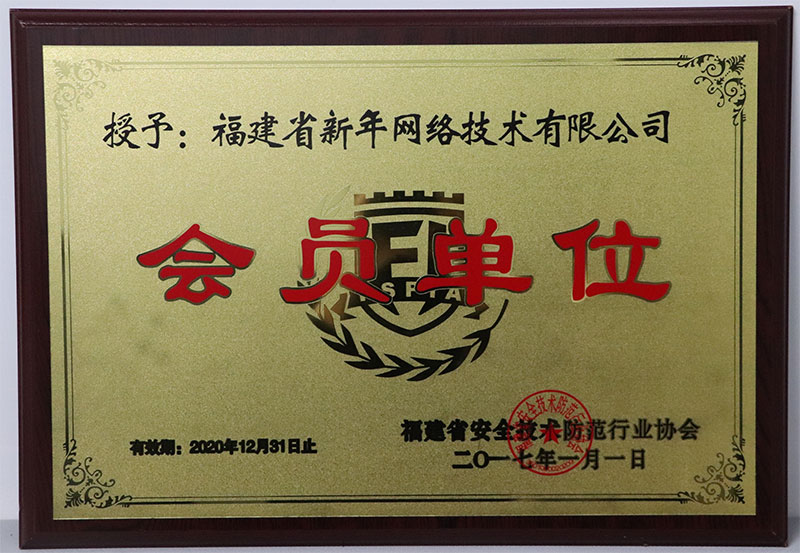 授予：福建省新年网络技术有限公司
会员单位
有效期：2020年12月31日止
福建省安全技术防范行业协会
二〇一七年一月一日